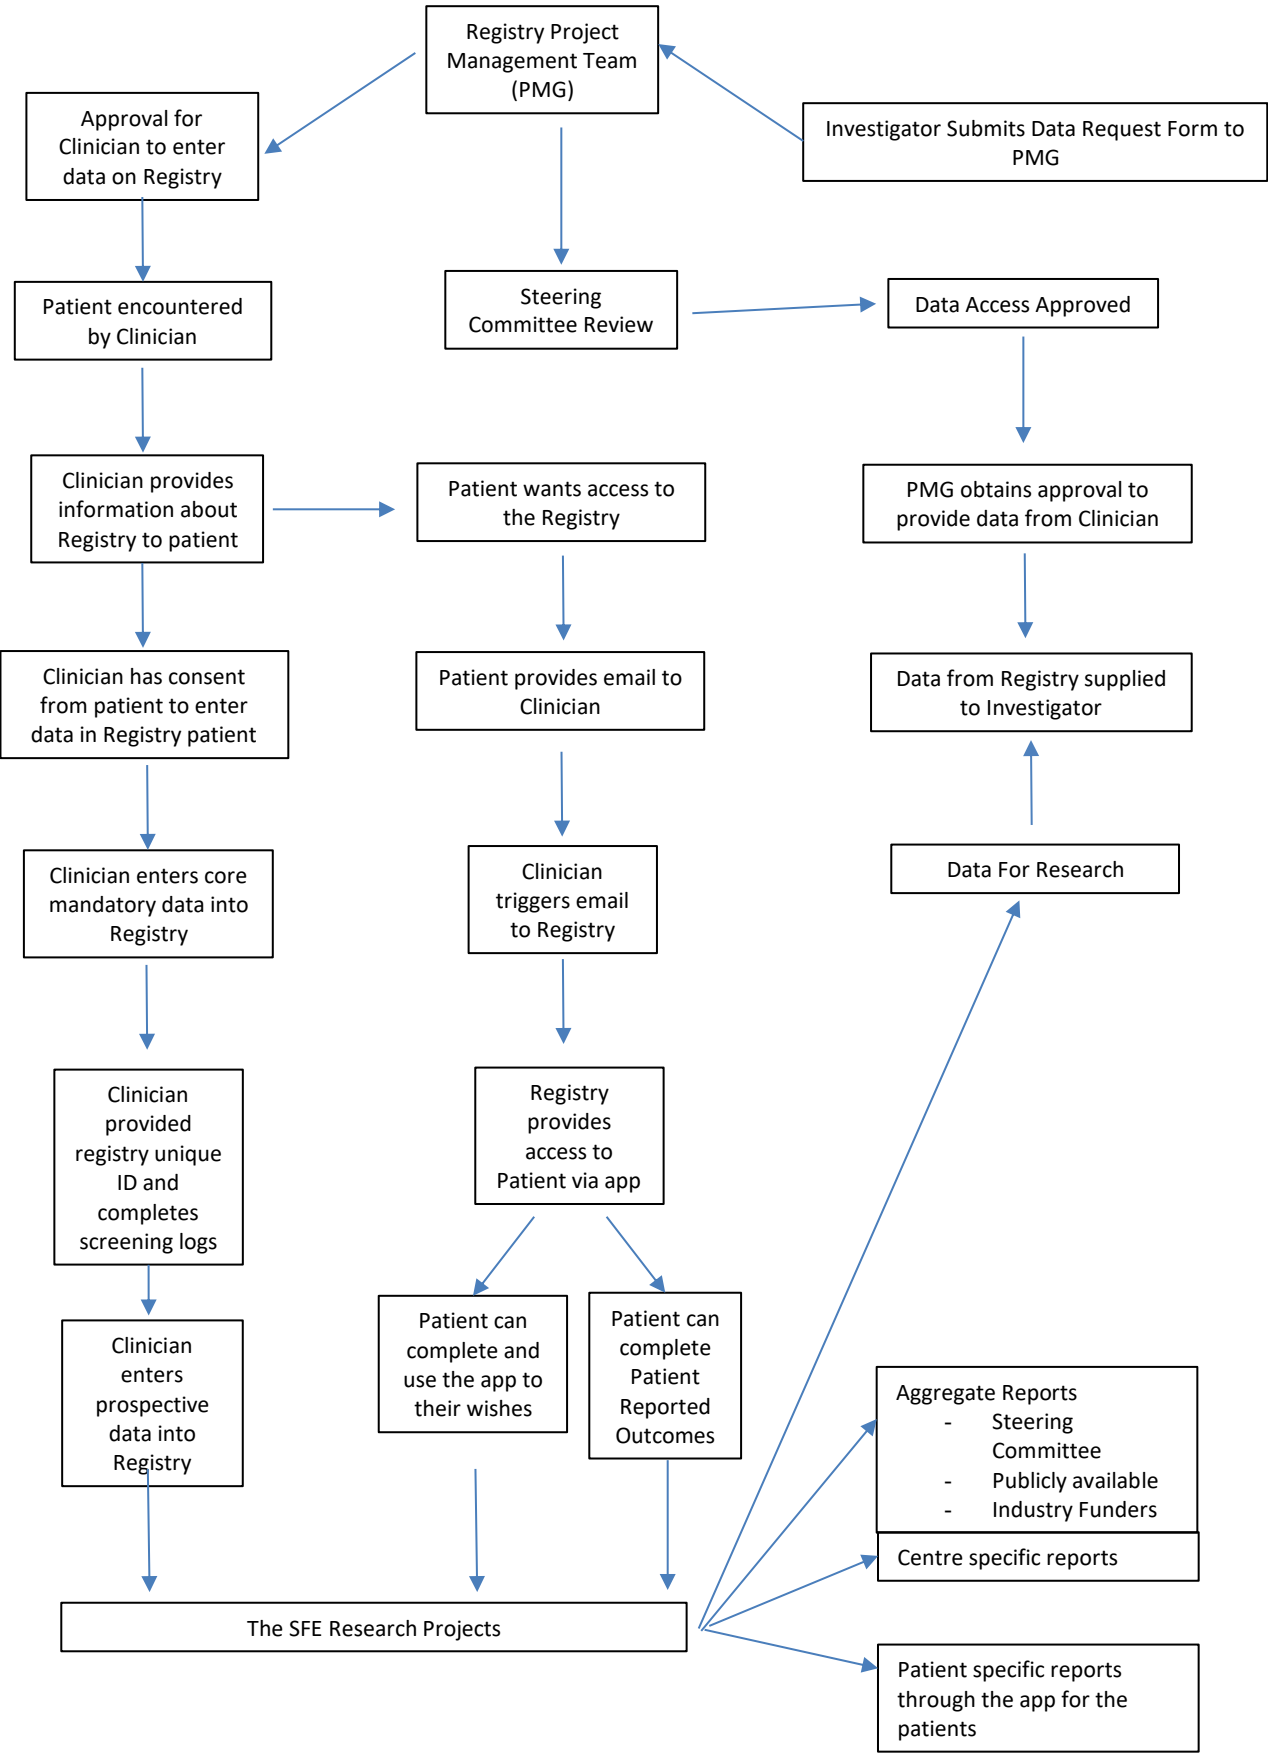 Registry Project
Management Team
(PMG)
Approval for
Clinician to enter
data on Registry
Investigator Submits Data Request Form to
PMG
Patient encountered
by Clinician
Steering
Committee Review
Data Access Approved
Clinician provides
information about
Registry to patient
Patient wants access to
the Registry
PMG obtains approval to
provide data from Clinician
Clinician has consent
from patient to enter
data in Registry patient
Patient provides email to
Clinician
Data from Registry supplied
to Investigator
Clinician enters core
mandatory data into
Registry
Clinician
triggers email
to Registry
Data For Research
Clinician
provided
registry unique
ID and
completes
screening logs
Registry
provides
access to
Patient via app
Clinician
enters
prospective
data into
Registry
Patient can
complete and
use the app to
their wishes
Patient can
complete
Patient
Reported
Outcomes
Aggregate Reports
- Steering
Committee
- Publicly available
- Industry Funders
Centre specific reports
The SFE Research Projects
Patient specific reports
through the app for the
patients